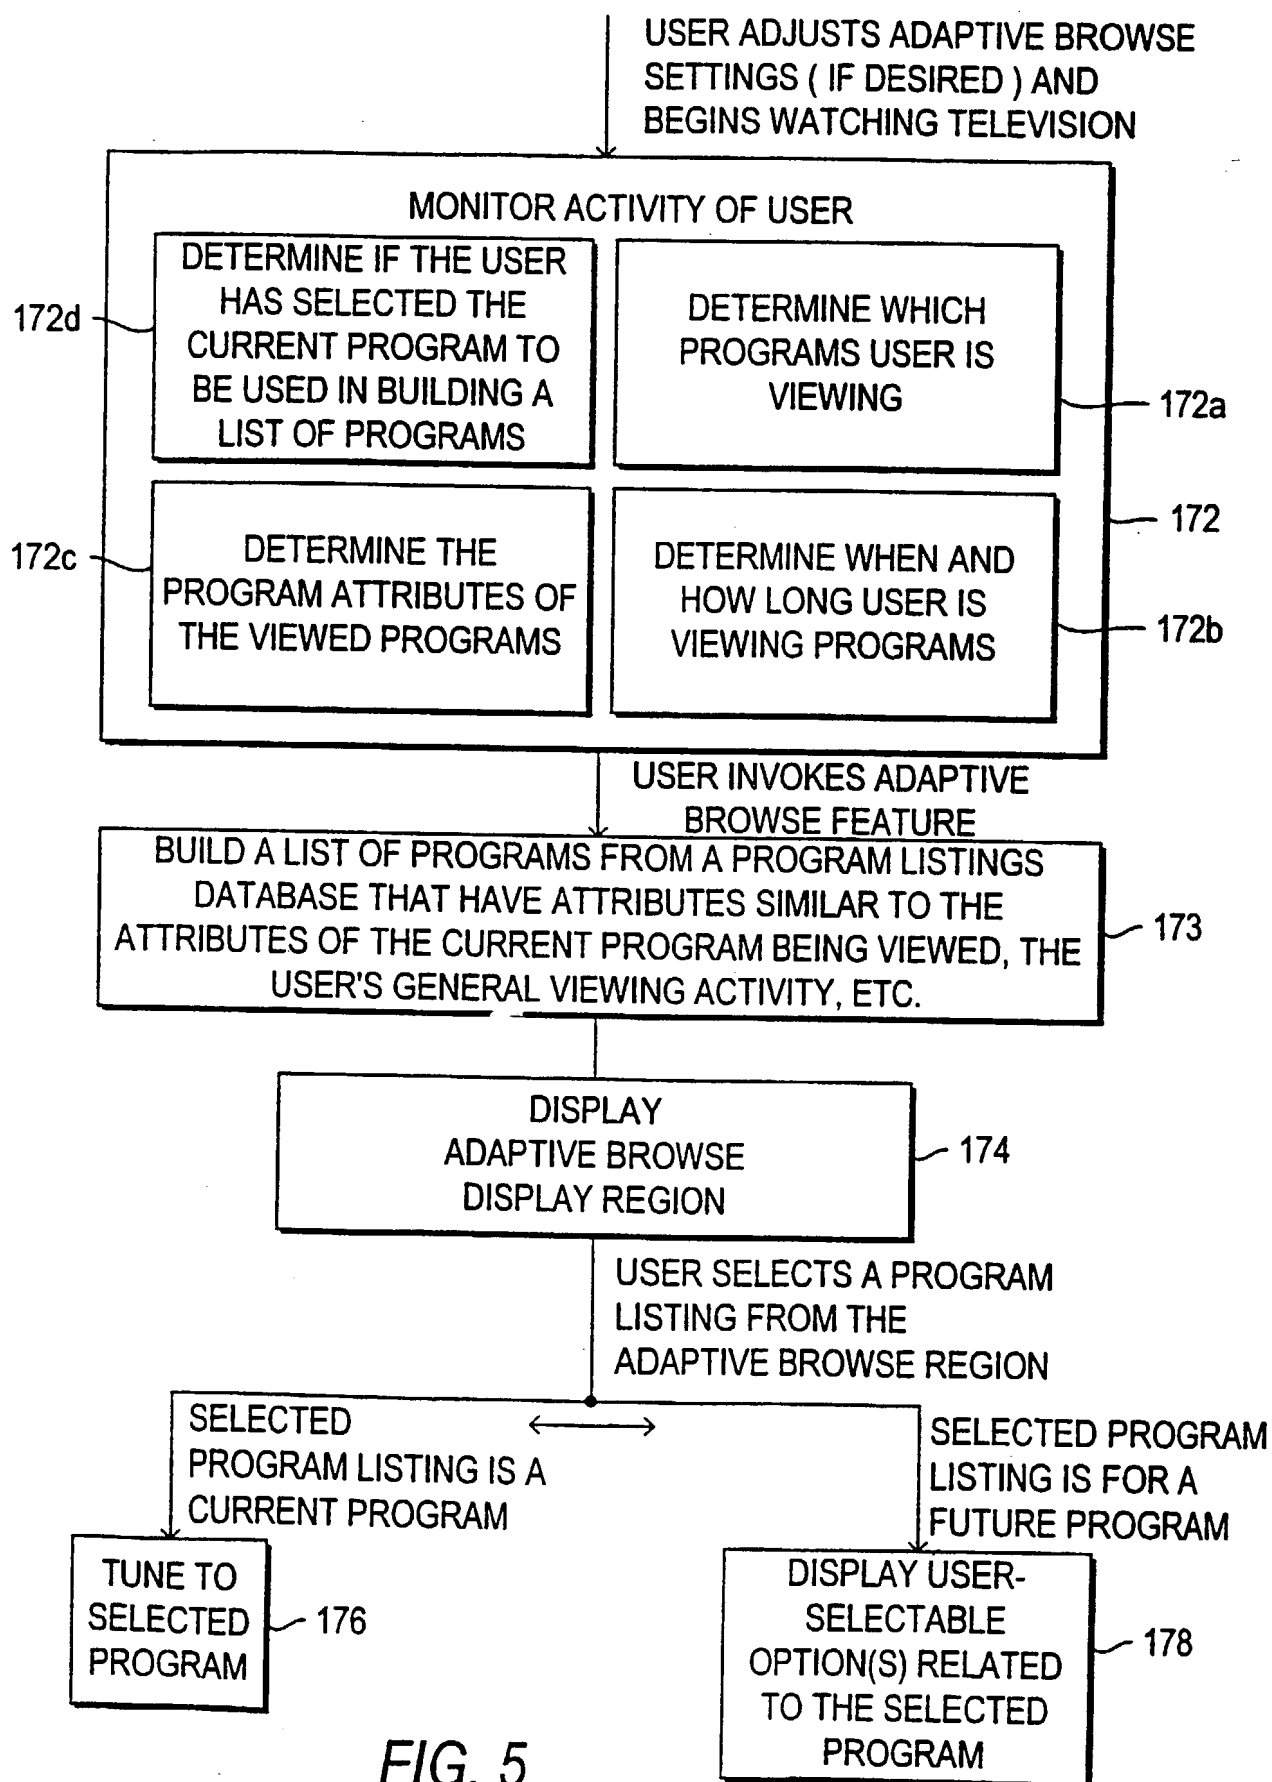 USER ADJUSTS ADAPTIVE BROWSE
SETTINGS ( IF DESIRED ) AND
BEGINS WATCHING TELEVISION
MONITOR ACTIVITY OF USER
172d
DETERMINE IF THE USER
HAS SELECTED THE
CURRENT PROGRAM TO
BE USED IN BUILDING A
LIST OF PROGRAMS
DETERMINE WHICH
PROGRAMS USER IS
VIEWING
172a
172
172c
DETERMINE THE
PROGRAM ATTRIBUTES OF
THE VIEWED PROGRAMS
DETERMINE WHEN AND
HOW LONG USER IS
VIEWING PROGRAMS
172b
USER INVOKES ADAPTIVE
BROWSE FEATURE
BUILD A LIST OF PROGRAMS FROM A PROGRAM LISTINGS
DATABASE THAT HAVE ATTRIBUTES SIMILAR TO THE
ATTRIBUTES OF THE CURRENT PROGRAM BEING VIEWED, THE
USER'S GENERAL VIEWING ACTIVITY, ETC.
173
DISPLAY
ADAPTIVE BROWSE
DISPLAY REGION
174
USER SELECTS A PROGRAM
LISTING FROM THE
ADAPTIVE BROWSE REGION
SELECTED
PROGRAM LISTING IS A
CURRENT PROGRAM
SELECTED PROGRAM
LISTING IS FOR A
FUTURE PROGRAM
TUNE TO
SELECTED
PROGRAM
176
DISPLAY USER-
SELECTABLE
OPTION(S) RELATED
TO THE SELECTED
PROGRAM
178
FIG. 5